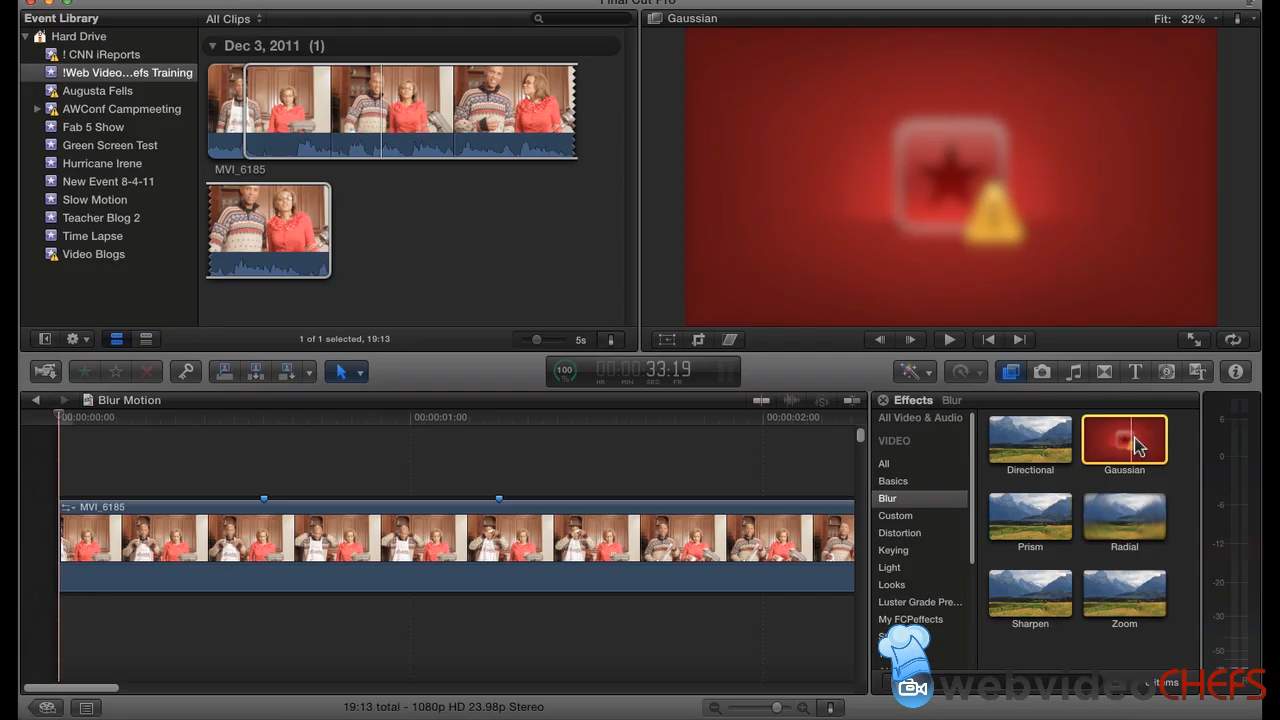 Final Cut Pro
Event Library
All Clips
Gaussian
Fit: 32%
Hard Drive
! CNN iReports
!Web Video...efs Training
Augusta Fells
AWConf Campmeeting
Fab 5 Show
Green Screen Test
Hurricane Irene
New Event 8-4-11
Slow Motion
Teacher Blog 2
Time Lapse
Video Blogs
Dec 3, 2011 (1)
MVI_6185
1 of 1 selected, 19:13
5s
100
%
00:00:33:19
HR MIN SEC FR
Blur Motion
00:00:00:00
00:00:01:00
00:00:02:00
MVI_6185
Effects Blur
All Video & Audio
VIDEO
All
Basics
Blur
Custom
Distortion
Keying
Light
Looks
Luster Grade Pre...
My FCPeffects
Directional
Gaussian
Prism
Radial
Sharpen
Zoom
items
6
0
-6
-12
-20
-30
-50
webvideoCHEFS
19:13 total - 1080p HD 23.98p Stereo